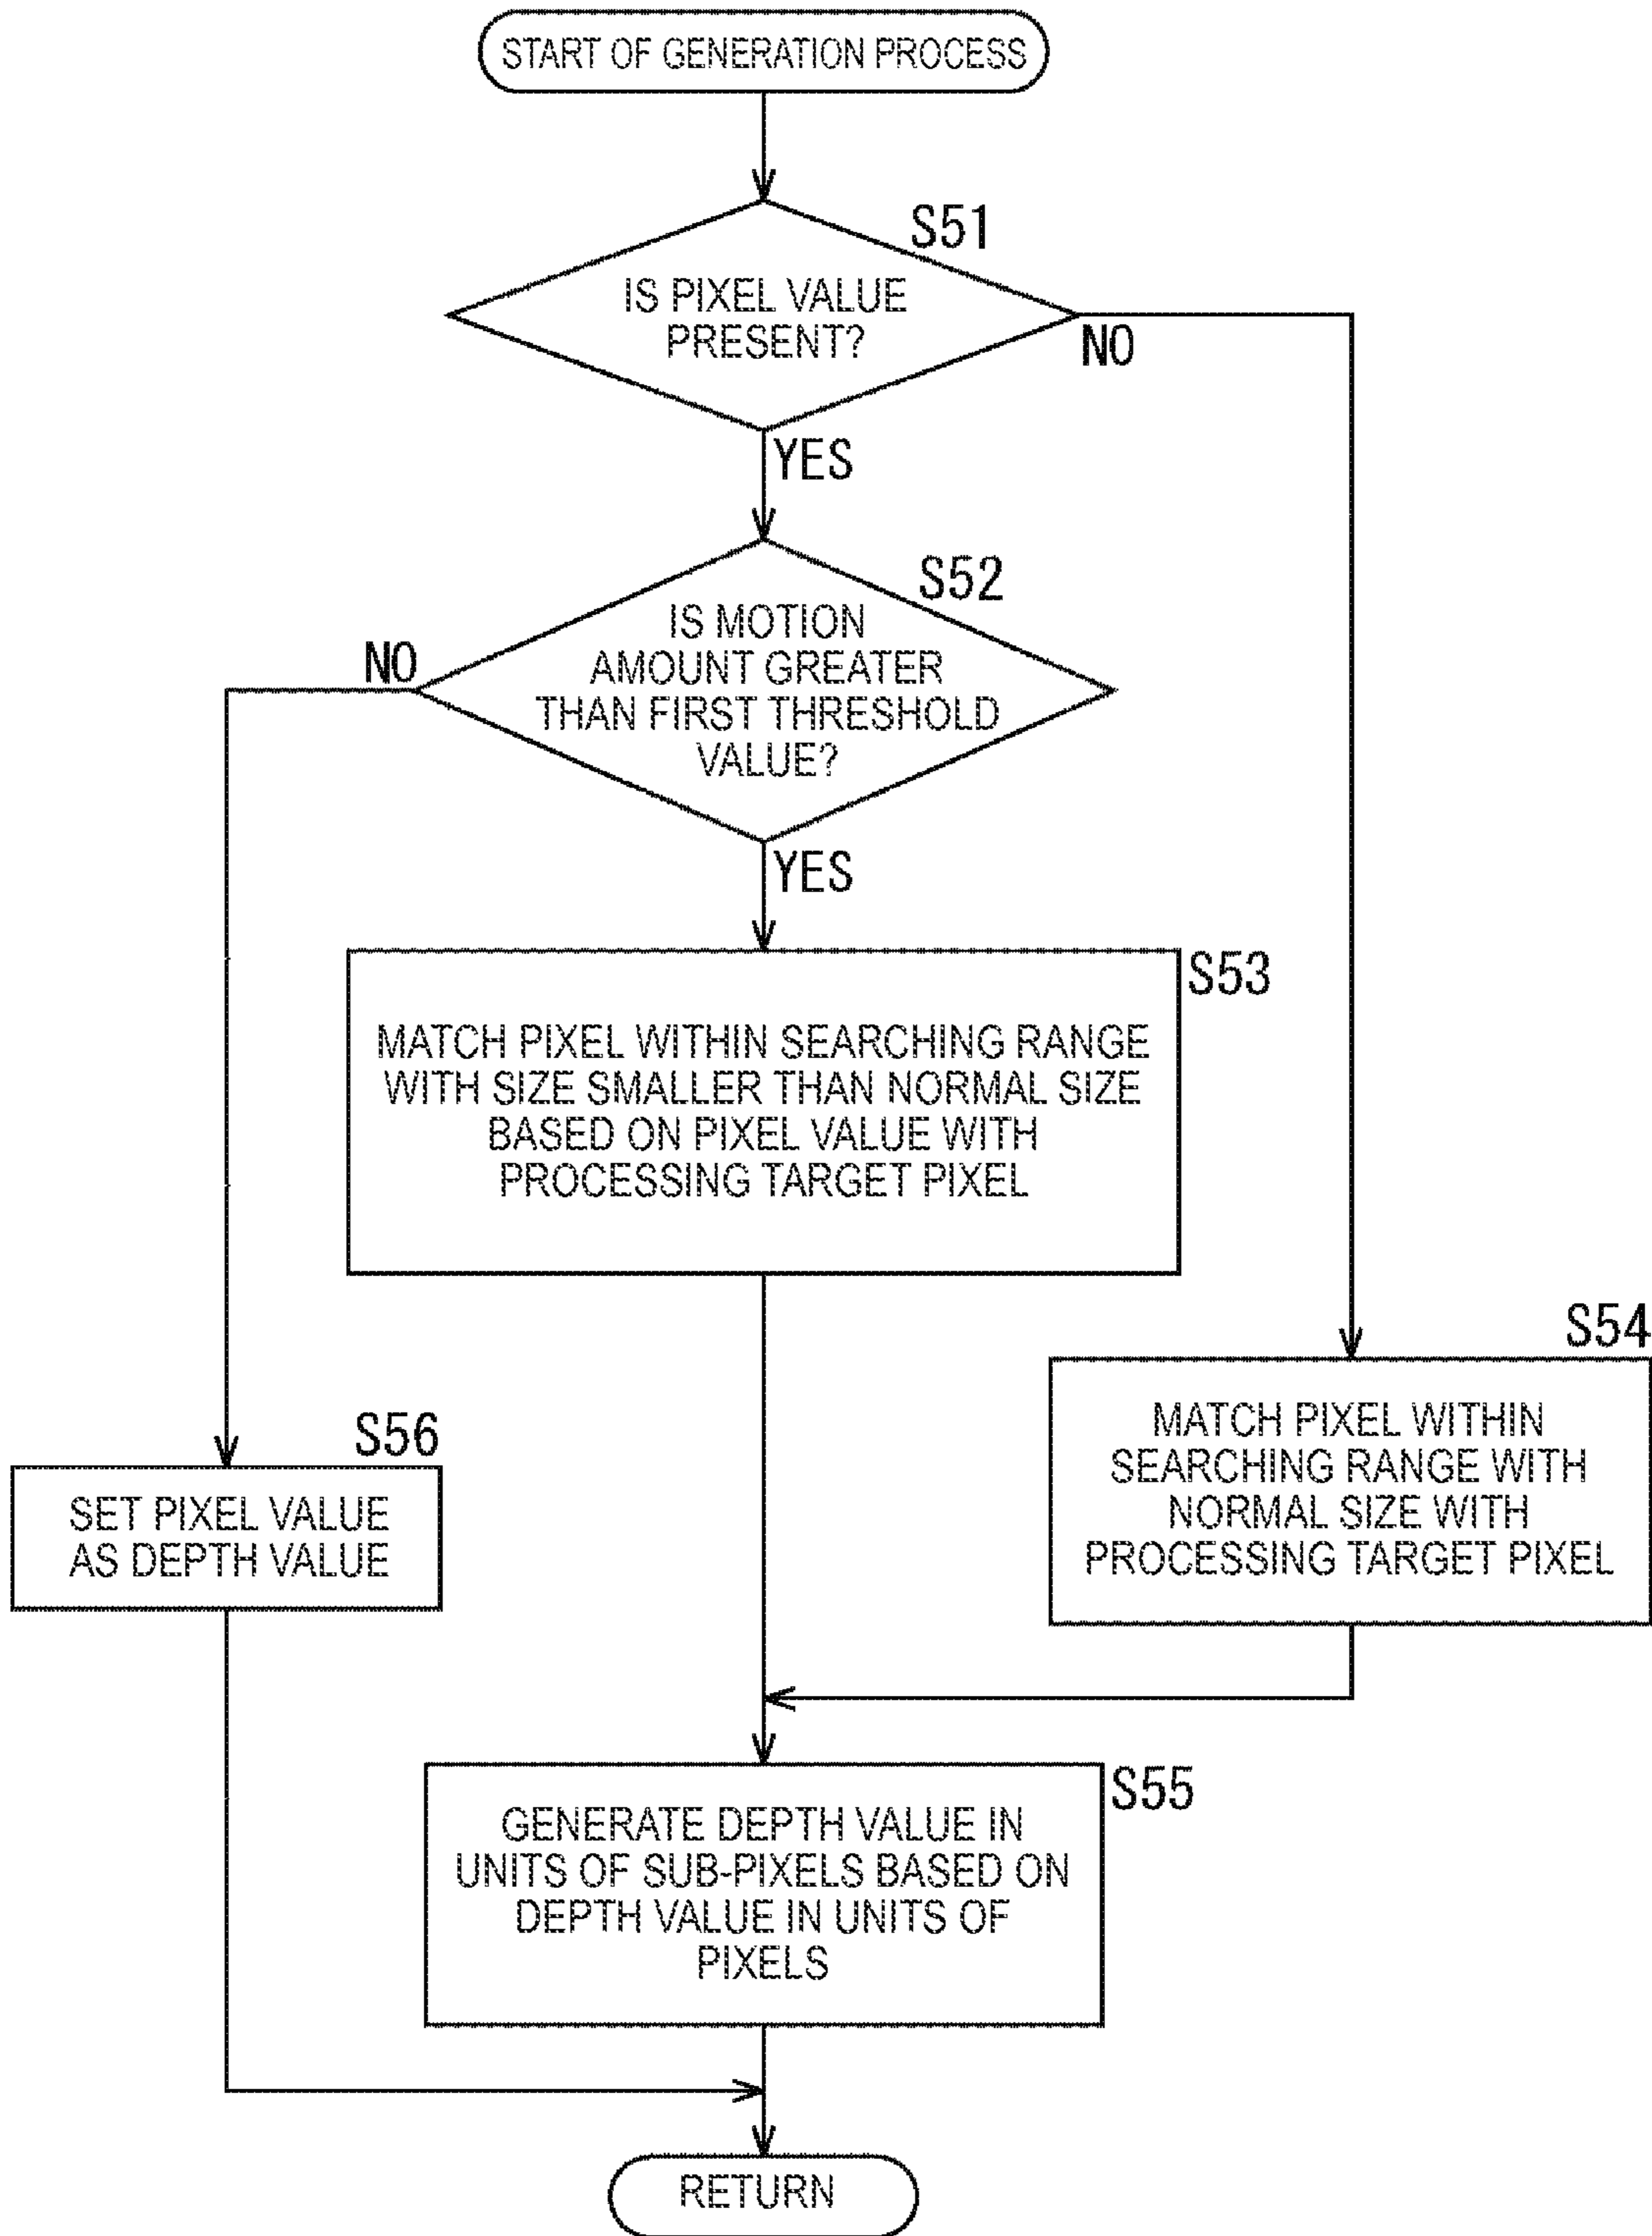 START OF GENERATION PROCESS
S51
IS PIXEL VALUE
PRESENT?
NO
YES
S52
IS MOTION
AMOUNT GREATER
THAN FIRST THRESHOLD
VALUE?
NO
YES
S53
MATCH PIXEL WITHIN SEARCHING RANGE
WITH SIZE SMALLER THAN NORMAL SIZE
BASED ON PIXEL VALUE WITH
PROCESSING TARGET PIXEL
S54
MATCH PIXEL WITHIN
SEARCHING RANGE WITH
NORMAL SIZE WITH
PROCESSING TARGET PIXEL
S56
SET PIXEL VALUE
AS DEPTH VALUE
S55
GENERATE DEPTH VALUE IN
UNITS OF SUB-PIXELS BASED ON
DEPTH VALUE IN UNITS OF
PIXELS
RETURN